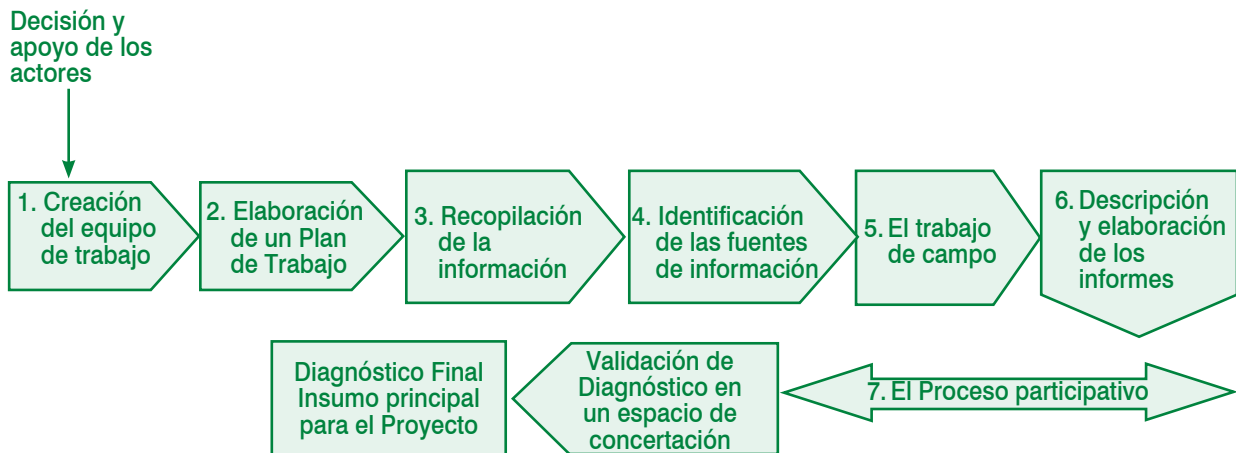 Decisión y
apoyo de los
actores
1. Creación
del equipo
de trabajo
2. Elaboración
de un Plan
de Trabajo
3. Recopilación
de la
información
4. Identificación
de las fuentes
de información
5. El trabajo
de campo
6. Descripción
y elaboración
de los
informes
7. El Proceso participativo
Validación de
Diagnóstico en
un espacio de
concertación
Diagnóstico Final
Insumo principal
para el Proyecto